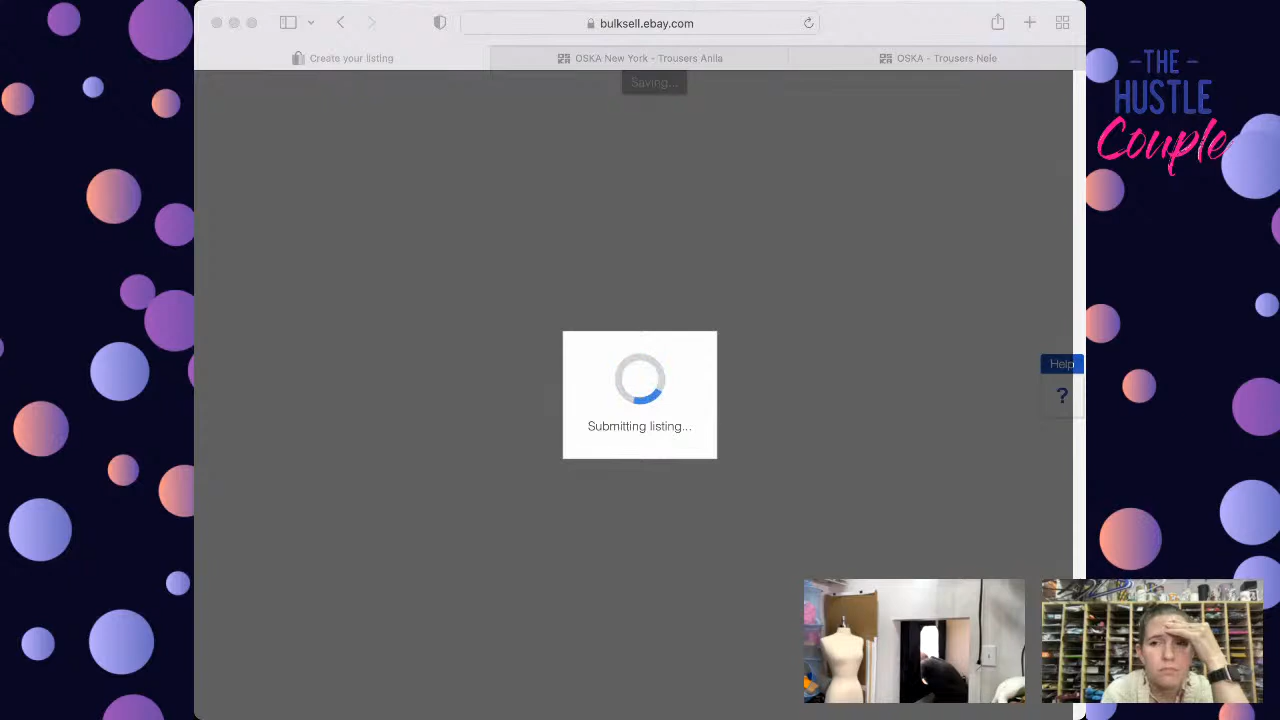 bulksell.ebay.com
Create your listing
OSKA New York - Trousers Anila
OSKA - Trousers Nele
Saving...
-THE-
HUSTLE
Couple
Help
?
Submitting listing...